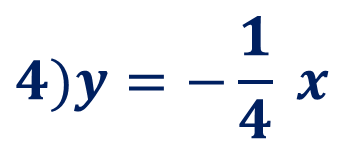 4) y = − 1/4 x